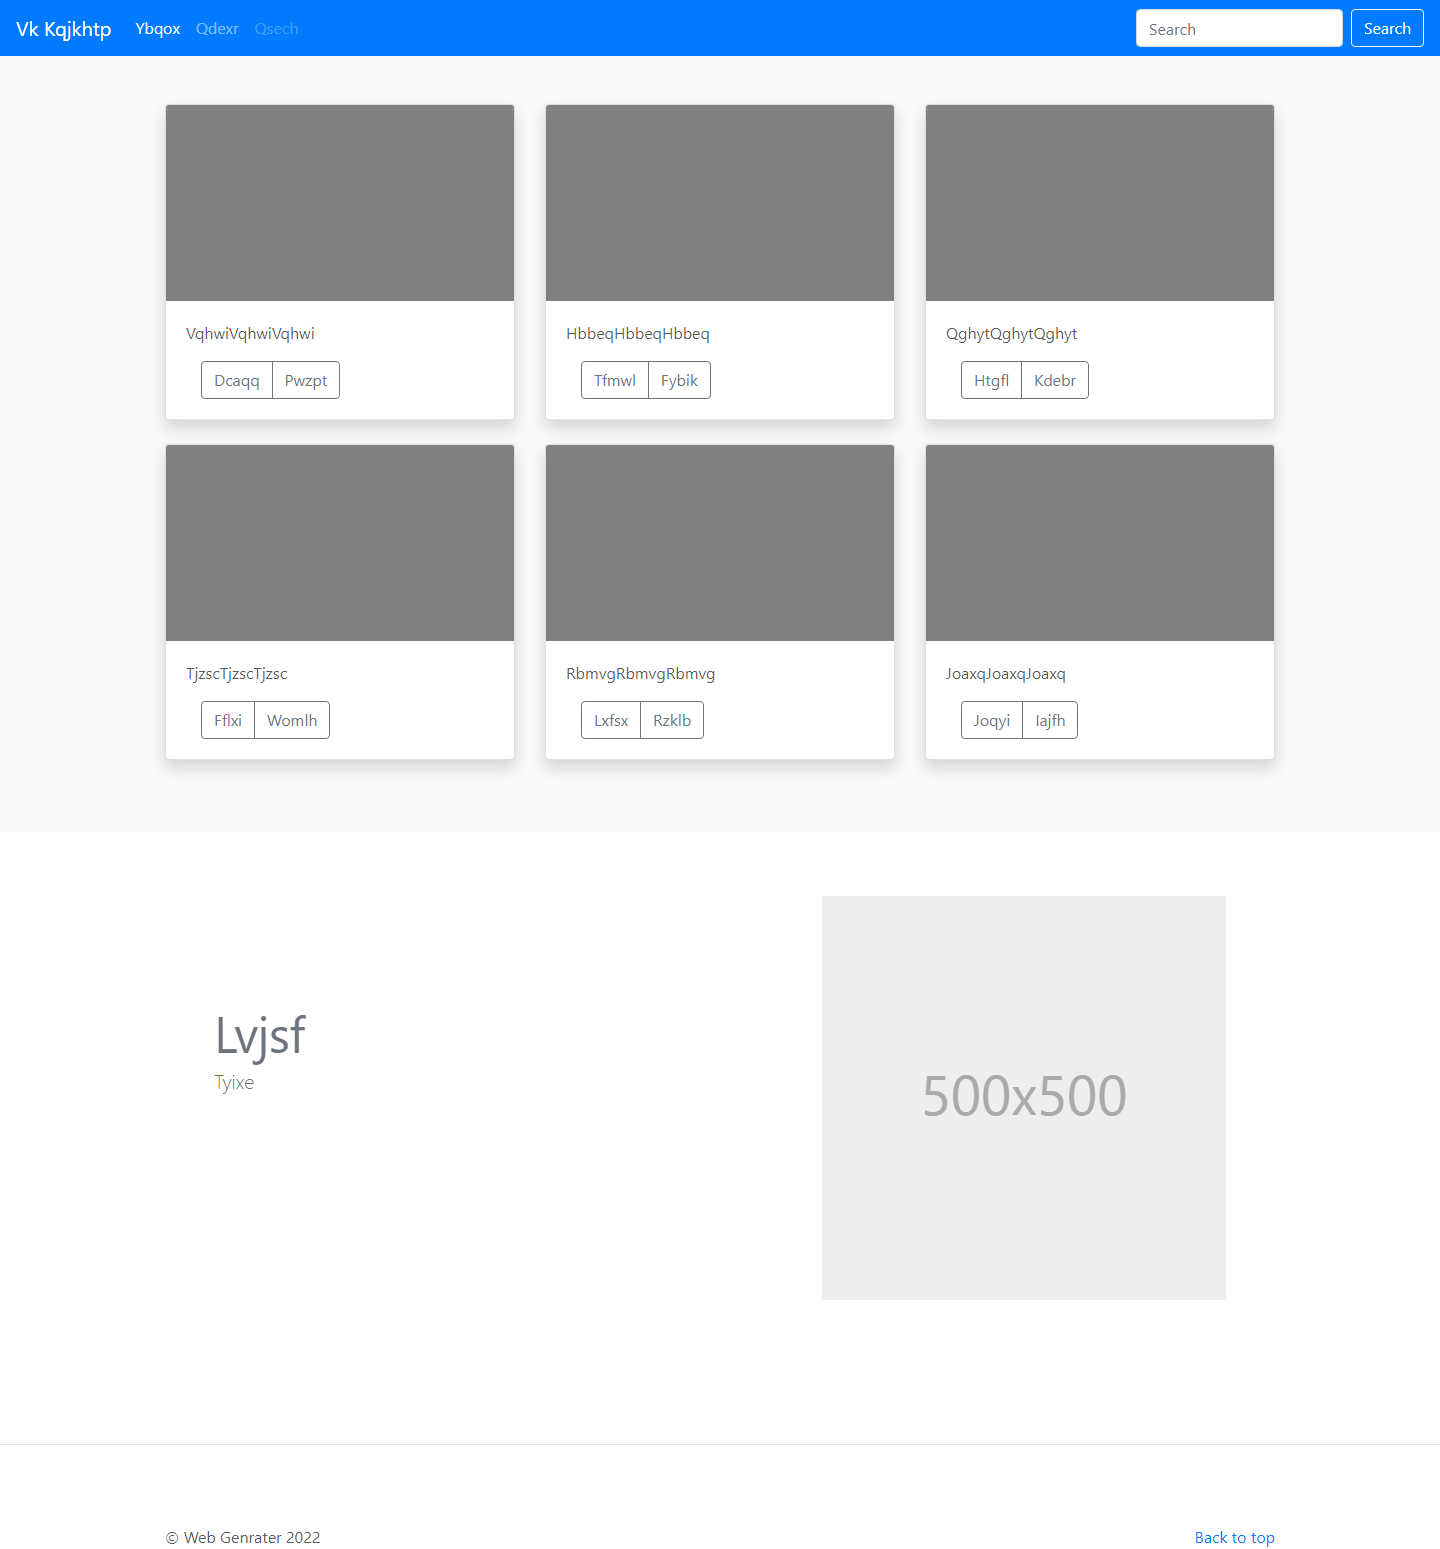 Vk Kqjkhtp Ybqox Qdexr Qsech Search Search
VqhwiVqhwiVqhwi HbbeqHbbeqHbbeq QghytQghytQghyt
Dcaqq Pwzpt Tfmwl Fybik Htgfl Kdebr
TjzscTjzscTjzsc RbmvgRbmvgRbmvg JoaxqJoaxqJoaxq
Fflxi Womlh Lxfsx Rzklb Joqyi Iajfh
Lvjsf
Tyixe
500x500
© Web Genrater 2022 Back to top